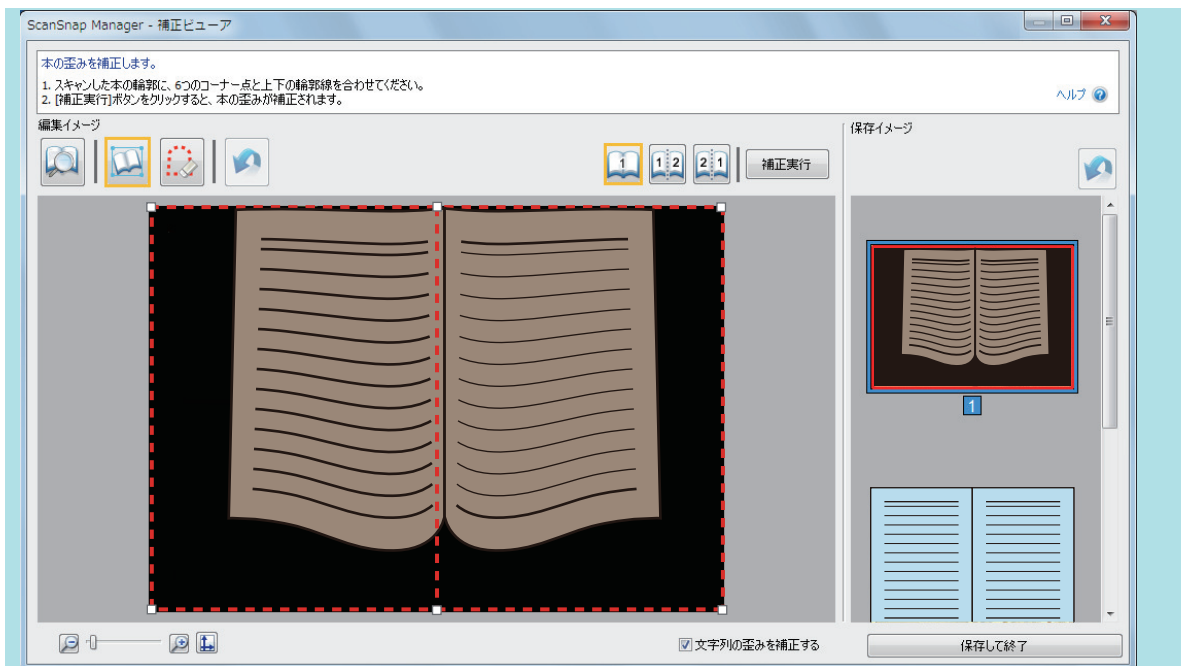 ScanSnap Manager - 補正ビューア
本の歪みを補正します。
1. スキャンした本の輪郭に、6つのコーナー点と上下の輪郭線を合わせてください。
2. [補正実行]ボタンをクリックすると、本の歪みが補正されます。
ヘルプ ?
編集イメージ
保存イメージ
1
1 2
2 1
補正実行
1
文字列の歪みを補正する
保存して終了